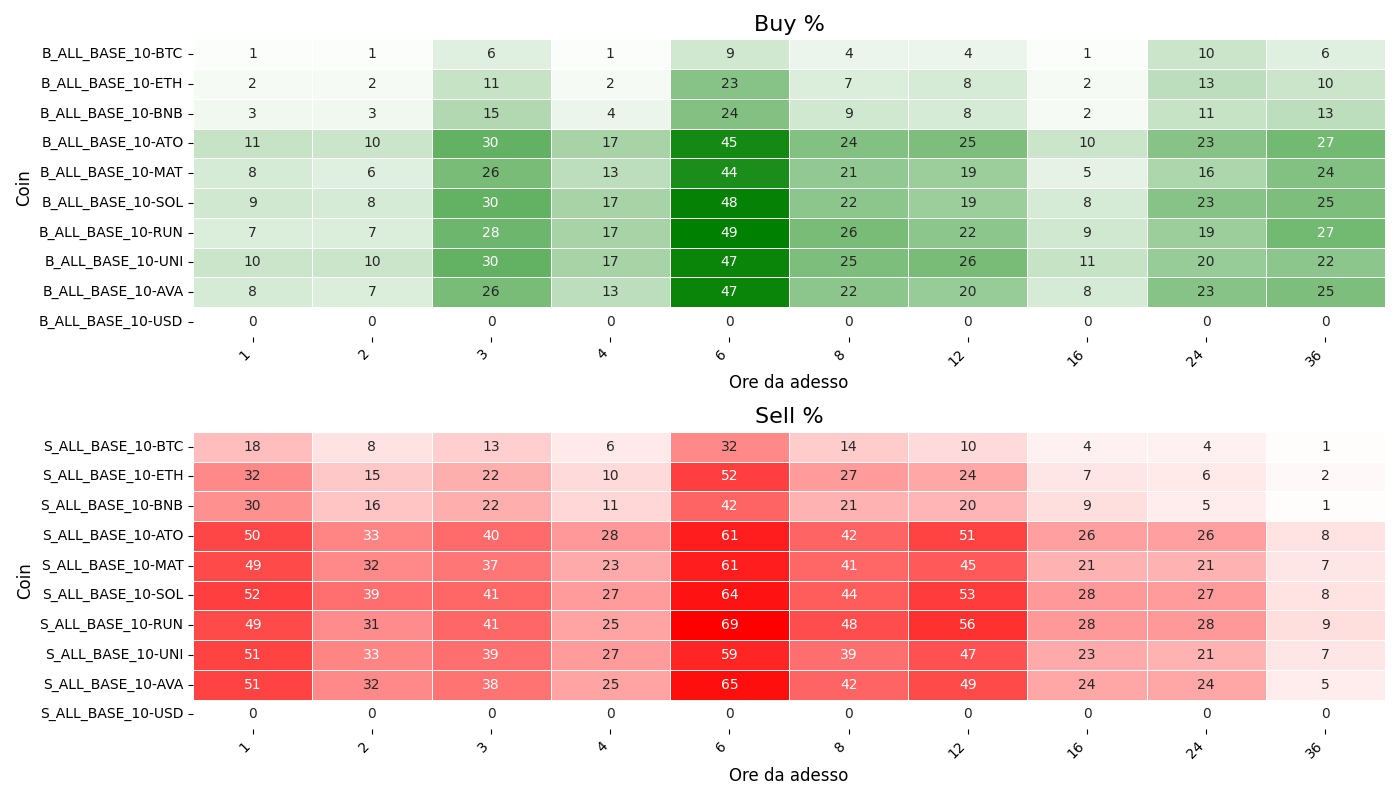 Buy %
Coin
B_ALL_BASE_10-BTC 1 1 6 1 9 4 4 1 10 6
B_ALL_BASE_10-ETH 2 2 11 2 23 7 8 2 13 10
B_ALL_BASE_10-BNB 3 3 15 4 24 9 8 2 11 13
B_ALL_BASE_10-ATO 11 10 30 17 45 24 25 10 23 27
B_ALL_BASE_10-MAT 8 6 26 13 44 21 19 5 16 24
B_ALL_BASE_10-SOL 9 8 30 17 48 22 19 8 23 25
B_ALL_BASE_10-RUN 7 7 28 17 49 26 22 9 19 27
B_ALL_BASE_10-UNI 10 10 30 17 47 25 26 11 20 22
B_ALL_BASE_10-AVA 8 7 26 13 47 22 20 8 23 25
B_ALL_BASE_10-USD 0 0 0 0 0 0 0 0 0 0
1 2 3 4 6 8 12 16 24 36
Ore da adesso
Sell %
Coin
S_ALL_BASE_10-BTC 18 8 13 6 32 14 10 4 4 1
S_ALL_BASE_10-ETH 32 15 22 10 52 27 24 7 6 2
S_ALL_BASE_10-BNB 30 16 22 11 42 21 20 9 5 1
S_ALL_BASE_10-ATO 50 33 40 28 61 42 51 26 26 8
S_ALL_BASE_10-MAT 49 32 37 23 61 41 45 21 21 7
S_ALL_BASE_10-SOL 52 39 41 27 64 44 53 28 27 8
S_ALL_BASE_10-RUN 49 31 41 25 69 48 56 28 28 9
S_ALL_BASE_10-UNI 51 33 39 27 59 39 47 23 21 7
S_ALL_BASE_10-AVA 51 32 38 25 65 42 49 24 24 5
S_ALL_BASE_10-USD 0 0 0 0 0 0 0 0 0 0
1 2 3 4 6 8 12 16 24 36
Ore da adesso